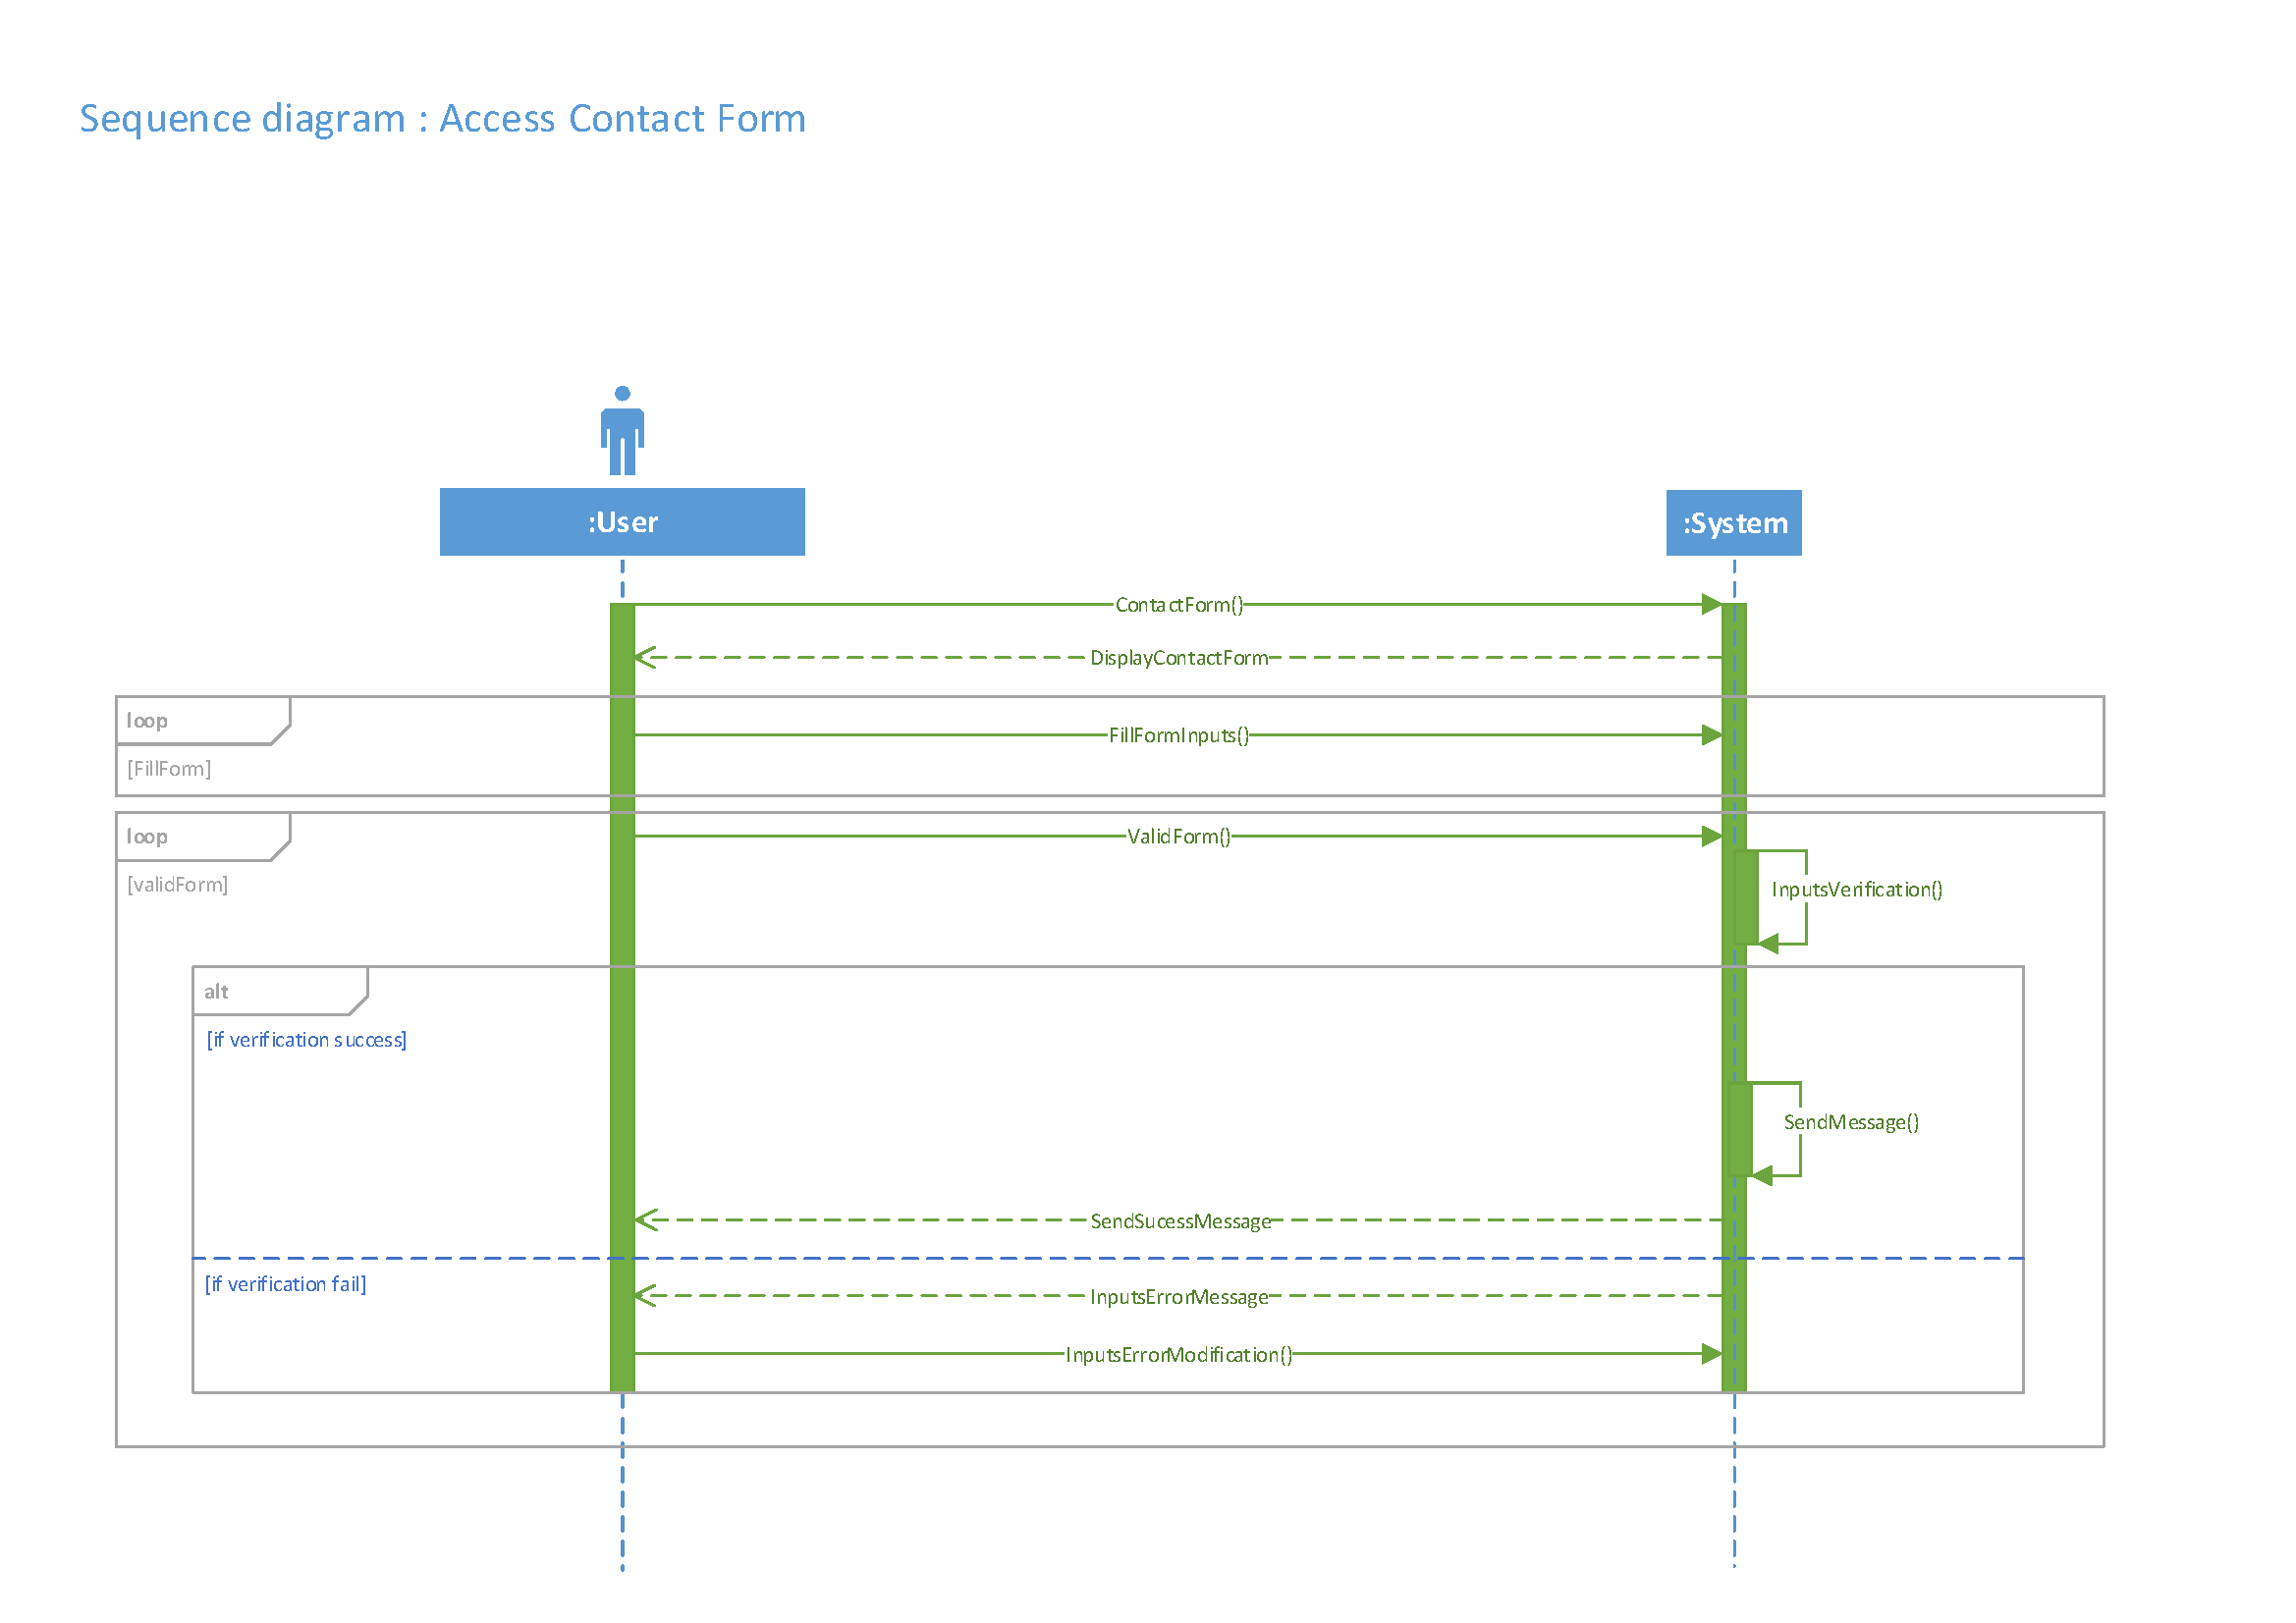 Sequence diagram : Access Contact Form
:User
:System
ContactForm()
DisplayContactForm
loop
FillFormInputs()
[FillForm]
loop
ValidForm()
[validForm]
InputsVerification()
alt
[if verification success]
SendMessage()
SendSucessMessage
[if verification fail]
InputsErrorMessage
InputsErrorModification()